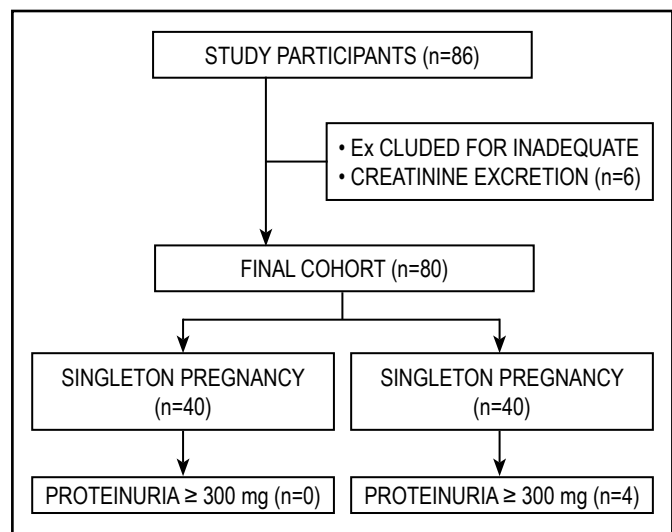 STUDY PARTICIPANTS (n=86)
• Ex CLUDED FOR INADEQUATE
• CREATININE EXCRETION (n=6)
FINAL COHORT (n=80)
SINGLETON PREGNANCY
(n=40)
SINGLETON PREGNANCY
(n=40)
PROTEINURIA ≥ 300 mg (n=0)
PROTEINURIA ≥ 300 mg (n=4)